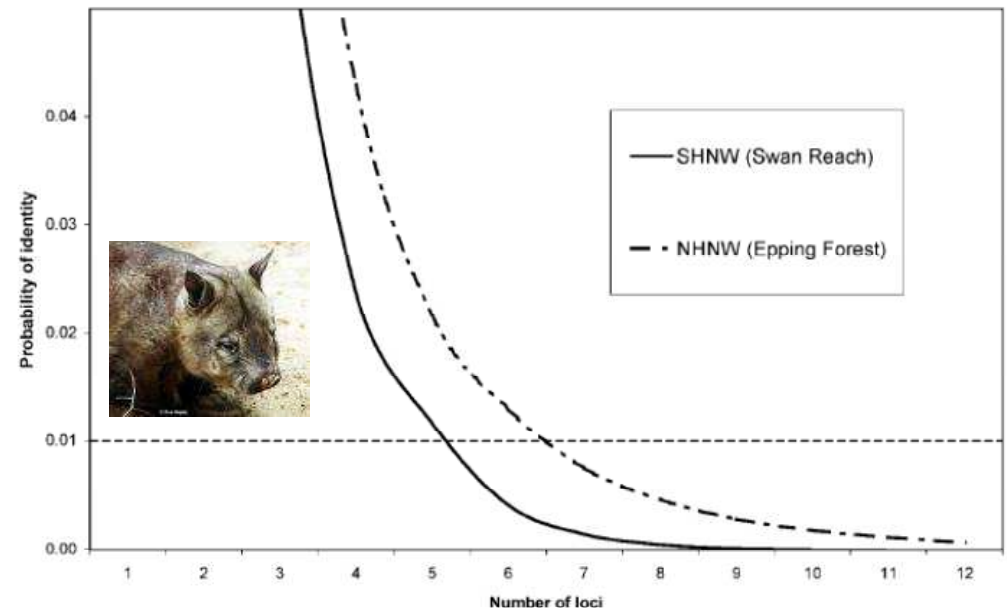 0.04
0.03
0.02
0.01
0.00
Probability of identity
SHNW (Swan Reach)
NHNW (Epping Forest)
1 2 3 4 5 6 7 8 9 10 11 12
Number of loci